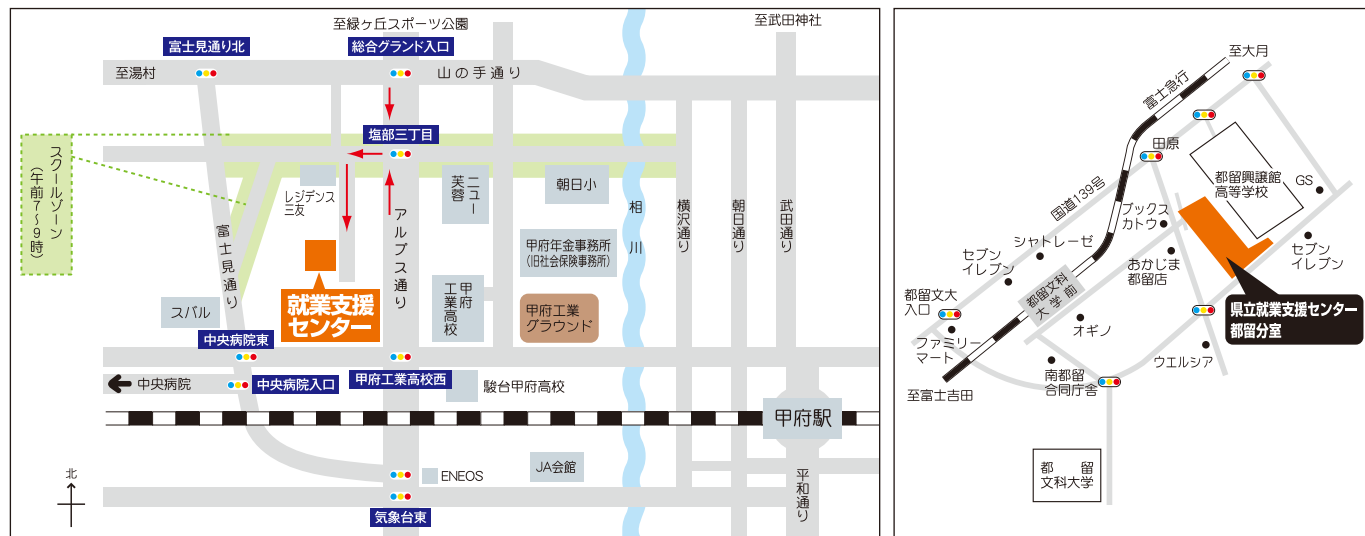 至緑ヶ丘スポーツ公園
至武田神社
富士見通り北
総合グランド入口
至湯村
山の手通り
塩部三丁目
スクールゾーン
(午前7~9時)
レジデンス
三友
ニュー
芙蓉
朝日小
富士見通り
アルプス通り
相川
横沢通り
朝日通り
武田通り
甲府年金事務所
(旧社会保険事務所)
就業支援
センター
甲府
工業高校
甲府工業
グラウンド
スバル
中央病院東
中央病院
中央病院入口
甲府工業高校西
駿台甲府高校
甲府駅
北
ENEOS
JA会館
平和通り
気象台東
至大月
富士急行
田原
国道139号
都留興譲館
高等学校
GS
ブックス
カトウ
シャトレーゼ
セブン
イレブン
おかじま
都留店
セブン
イレブン
都留文科
大学前
都留文大
入口
オギノ
県立就業支援センター
都留分室
ファミリー
マート
ウエルシア
南都留
合同庁舎
至富士吉田
都留
文科大学